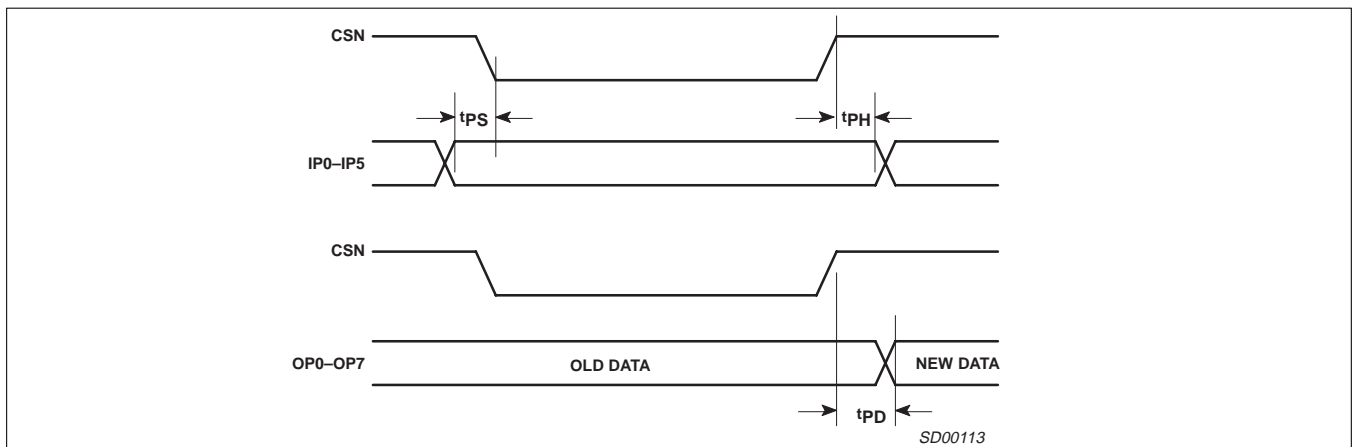 CSN
tPS
tPH
IP0–IP5
CSN
OP0–OP7
OLD DATA
NEW DATA
tPD
SD00113